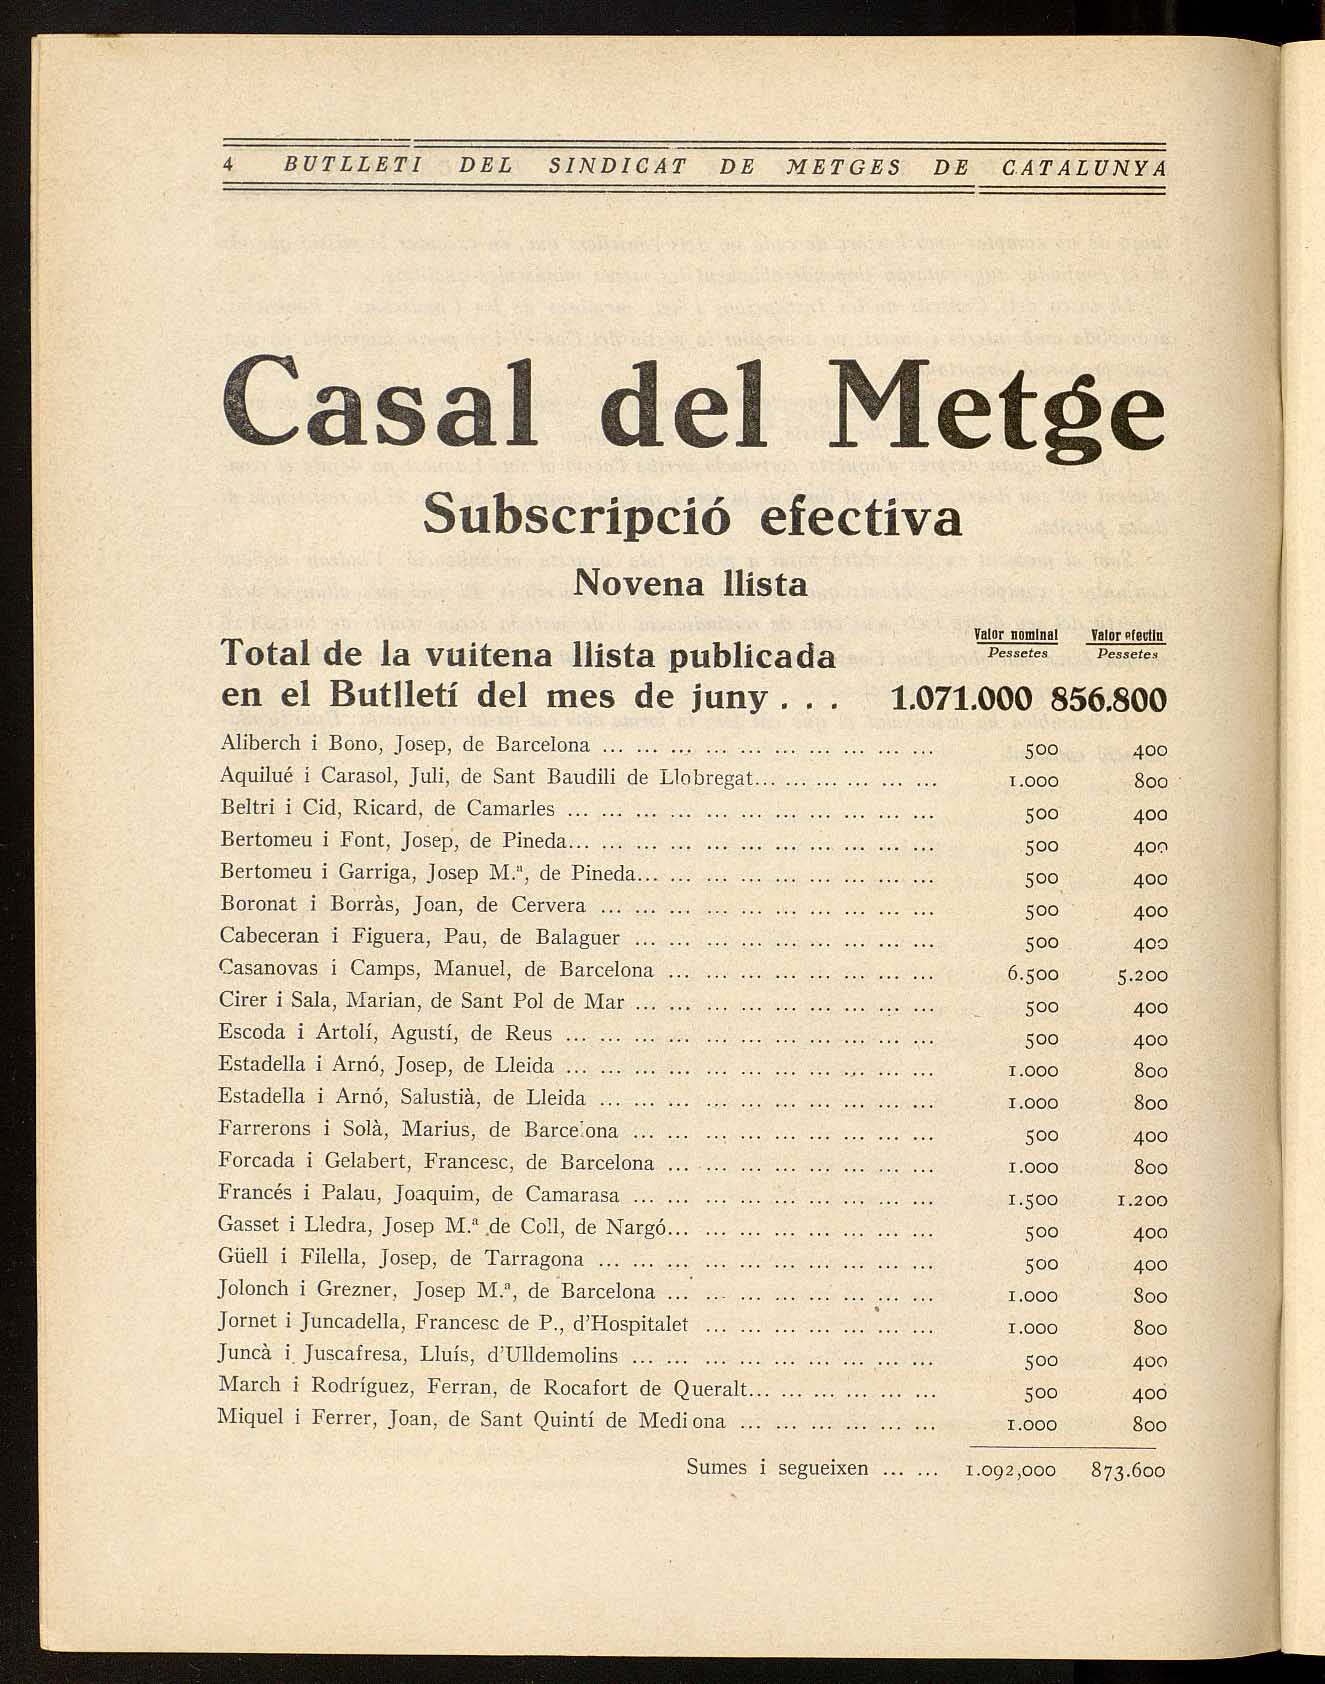 4 BUTLLETI DEL SINDICAT DE METGES DE CATALUNYA
Casal del Metge
Subscripció efectiva
Novena llista
Valor nominal Valor efectiu
Pessetes Pessetes
Total de la vuitena llista publicada
en el Butlletí del mes de juny . . . 1.071.000 856.800
Aliberch i Bono, Josep, de Barcelona ... ... ... ... ... ... ... ... ... ... 500 400
Aquilué i Carasol, Juli, de Sant Baudili de Llobregat... ... ... ... ... ... 1.000 800
Beltri i Cid, Ricard, de Camarles ... ... ... ... ... ... ... ... ... ... ... 500 400
Bertomeu i Font, Josep, de Pineda... ... ... ... ... ... ... ... ... ... ... 500 400
Bertomeu i Garriga, Josep M.ª, de Pineda... ... ... ... ... ... ... ... ... 500 400
Boronat i Borràs, Joan, de Cervera ... ... ... ... ... ... ... ... ... ... 500 400
Cabeceran i Figuera, Pau, de Balaguer ... ... ... ... ... ... ... ... ... 500 400
Casanovas i Camps, Manuel, de Barcelona ... ... ... ... ... ... ... ... 6.500 5.200
Cirer i Sala, Marian, de Sant Pol de Mar ... ... ... ... ... ... ... ... ... 500 400
Escoda i Artolí, Agustí, de Reus ... ... ... ... ... ... ... ... ... ... ... 500 400
Estadella i Arnó, Josep, de Lleida ... ... ... ... ... ... ... ... ... ... ... 1.000 800
Estadella i Arnó, Salustià, de Lleida ... ... ... ... ... ... ... ... ... ... 1.000 800
Farrerons i Solà, Marius, de Barcelona ... ... ... ... ... ... ... ... ... 500 400
Forcada i Gelabert, Francesc, de Barcelona ... ... ... ... ... ... ... ... 1.000 800
Francés i Palau, Joaquim, de Camarasa ... ... ... ... ... ... ... ... ... 1.500 1.200
Gasset i Lledra, Josep M.ª ,de Coll, de Nargó... ... ... ... ... ... ... ... 500 400
Güell i Filella, Josep, de Tarragona ... ... ... ... ... ... ... ... ... ... 500 400
Jolonch i Grezner, Josep M.ª, de Barcelona ... ... ... ... ... ... ... ... 1.000 800
Jornet i Juncadella, Francesc de P., d'Hospitalet ... ... ... ... ... ... ... 1.000 800
Juncà i Juscafresa, Lluís, d'Ulldemolins ... ... ... ... ... ... ... ... ... 500 400
March i Rodríguez, Ferran, de Rocafort de Queralt... ... ... ... ... ... 500 400
Miquel i Ferrer, Joan, de Sant Quintí de Mediona ... ... ... ... ... ... 1.000 800
Sumes i segueixen ... ... 1.092,000 873.600